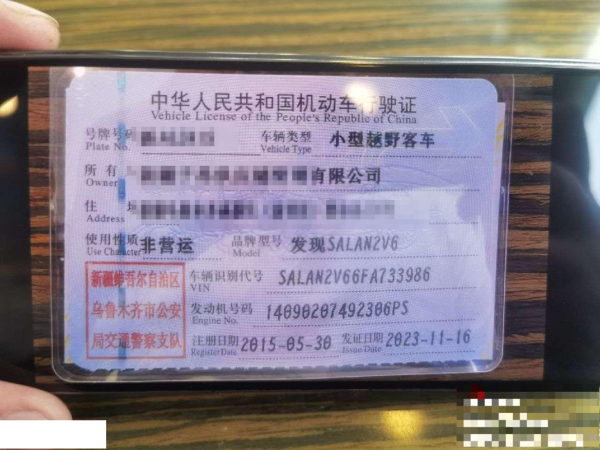 中华人民共和国机动车行驶证
Vehicle License of the People's Republic of China
号牌号码
Plate No.
车辆类型 小型越野客车
Vehicle Type
所有人 有限公司
Owner
住址
Address
使用性质 非营运
Use Character
品牌型号 发现SALAN2V6
Model
新疆维吾尔自治区
乌鲁木齐市公安
局交通警察支队
车辆识别代号 SALAN2V66FA733986
VIN
发动机号码 14090207492306PS
Engine No.
注册日期 2015-05-30
Register Date
发证日期 2023-11-16
Issue Date